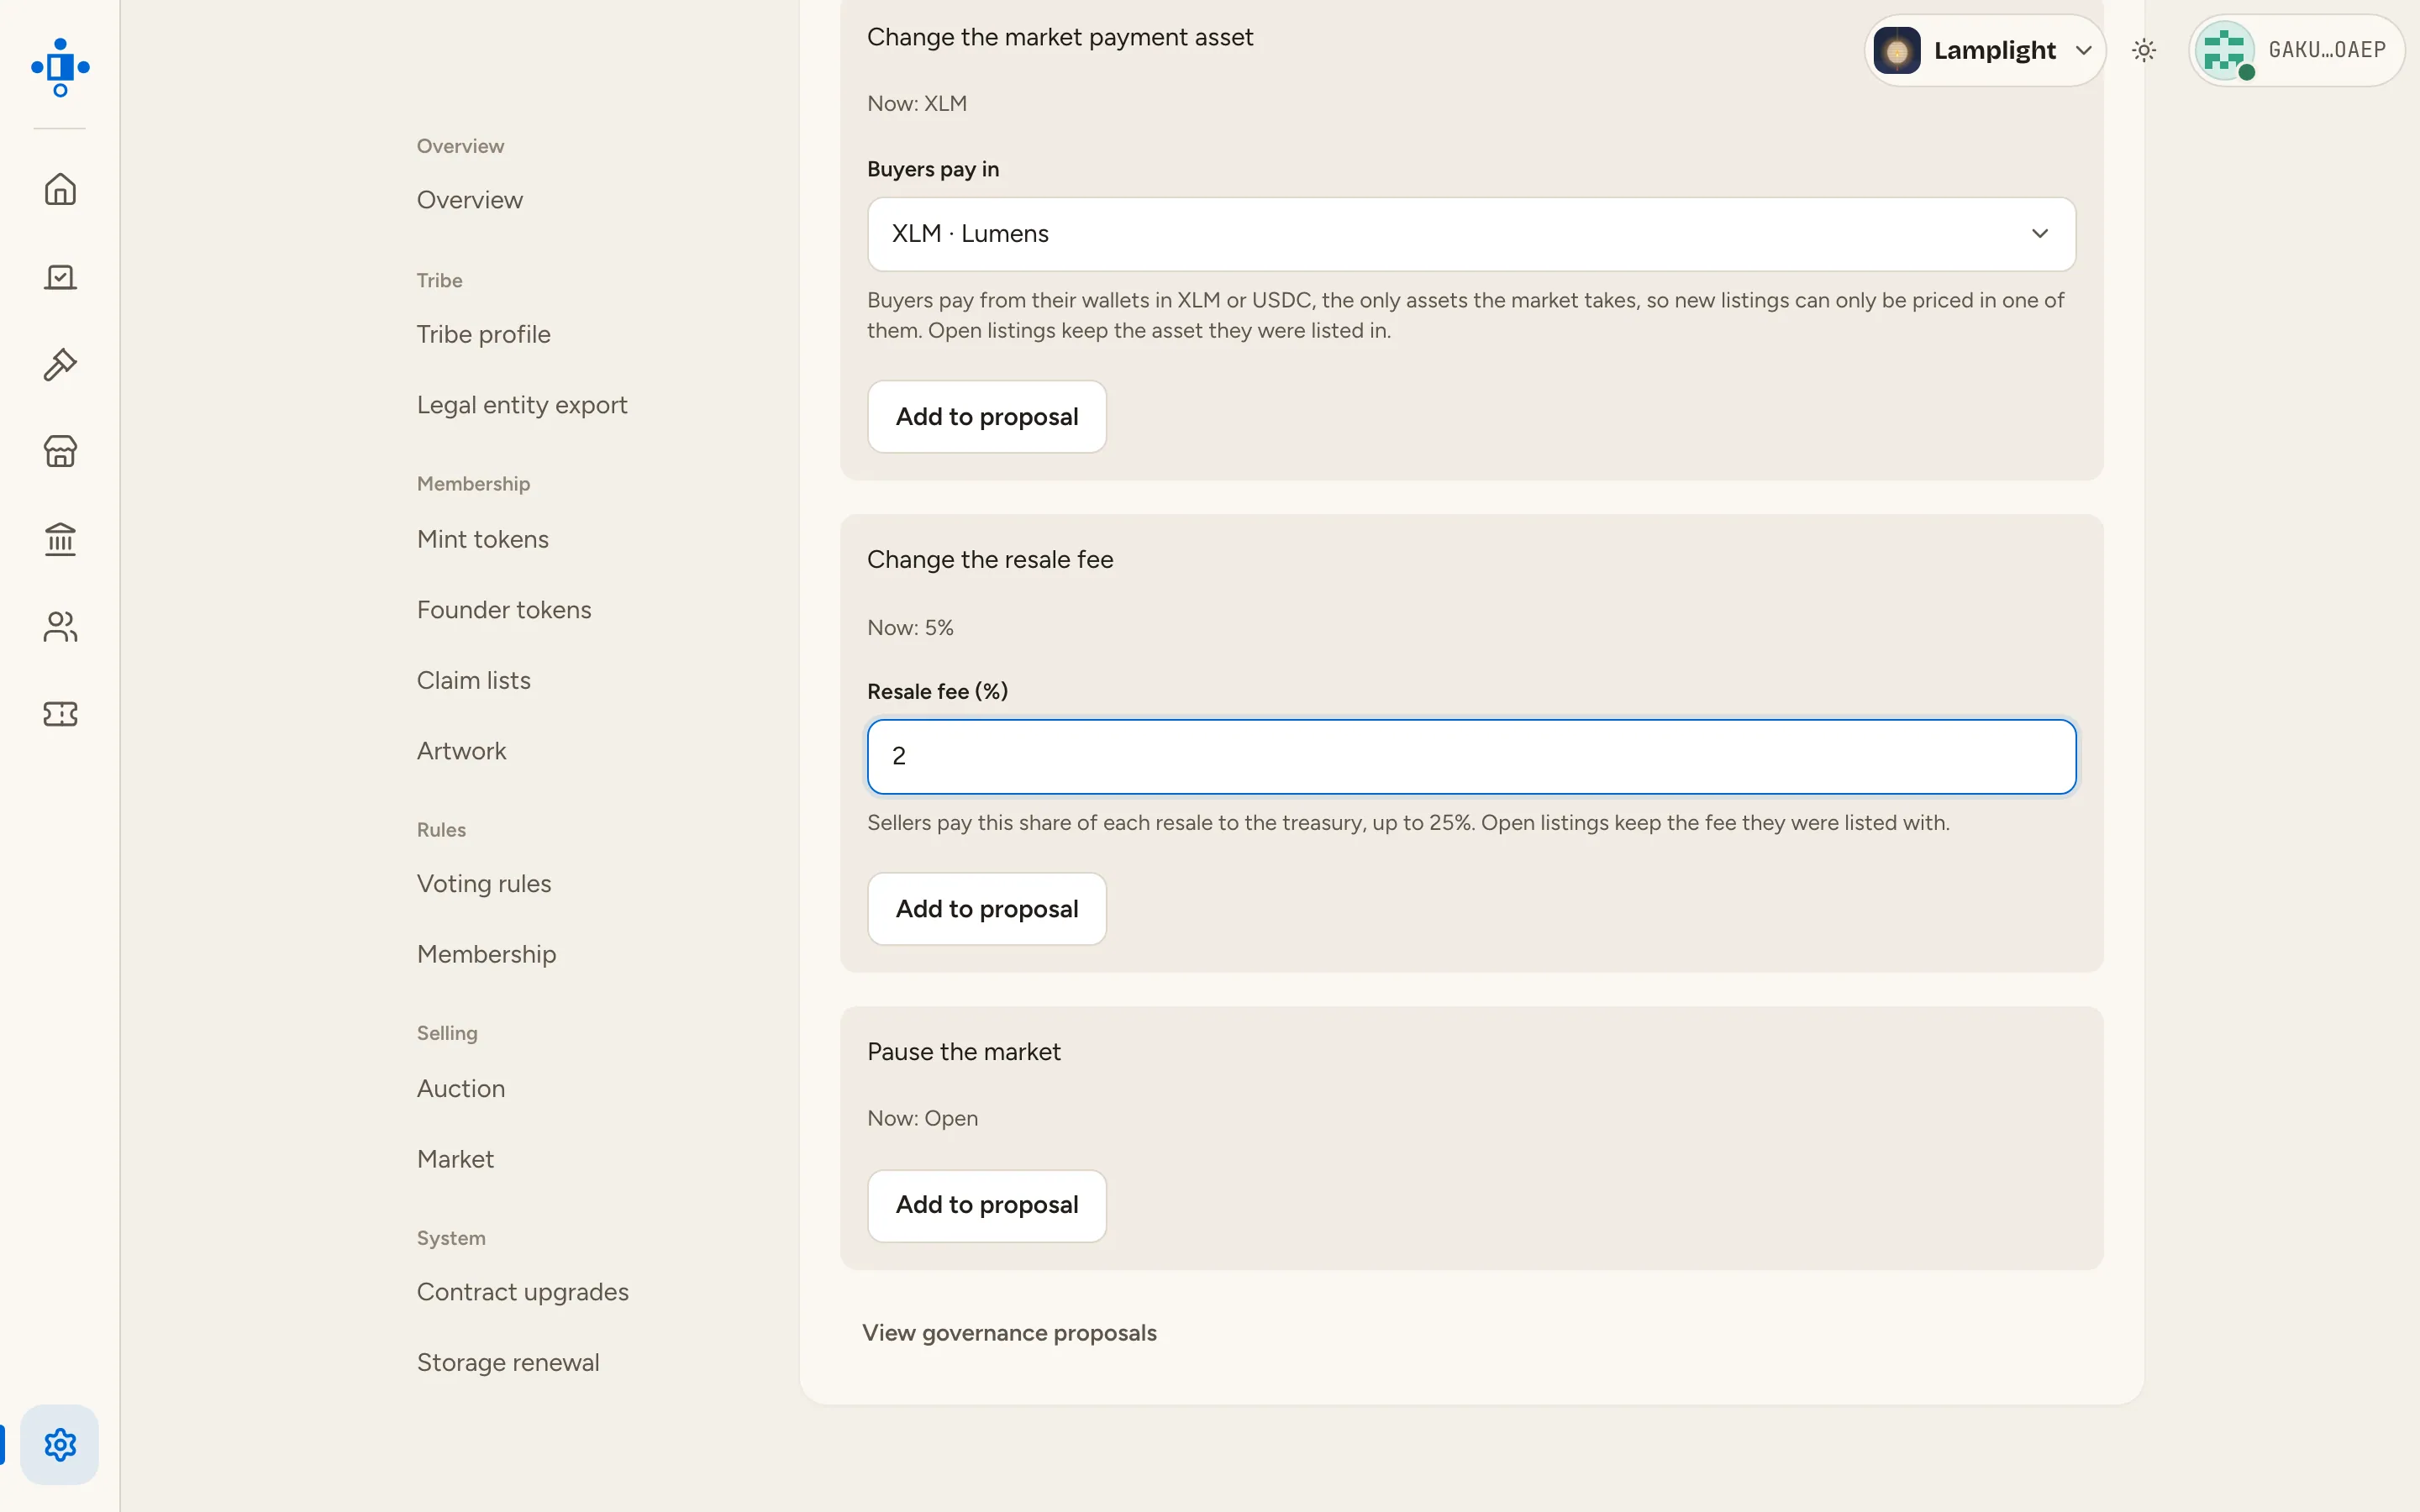 Lamplight
GAKU...OAEP
Overview
Overview
Tribe
Tribe profile
Legal entity export
Membership
Mint tokens
Founder tokens
Claim lists
Artwork
Rules
Voting rules
Membership
Selling
Auction
Market
System
Contract upgrades
Storage renewal
Change the market payment asset
Now: XLM
Buyers pay in
XLM · Lumens
Buyers pay from their wallets in XLM or USDC, the only assets the market takes, so new listings can only be priced in one of
them. Open listings keep the asset they were listed in.
Add to proposal
Change the resale fee
Now: 5%
Resale fee (%)
2
Sellers pay this share of each resale to the treasury, up to 25%. Open listings keep the fee they were listed with.
Add to proposal
Pause the market
Now: Open
Add to proposal
View governance proposals